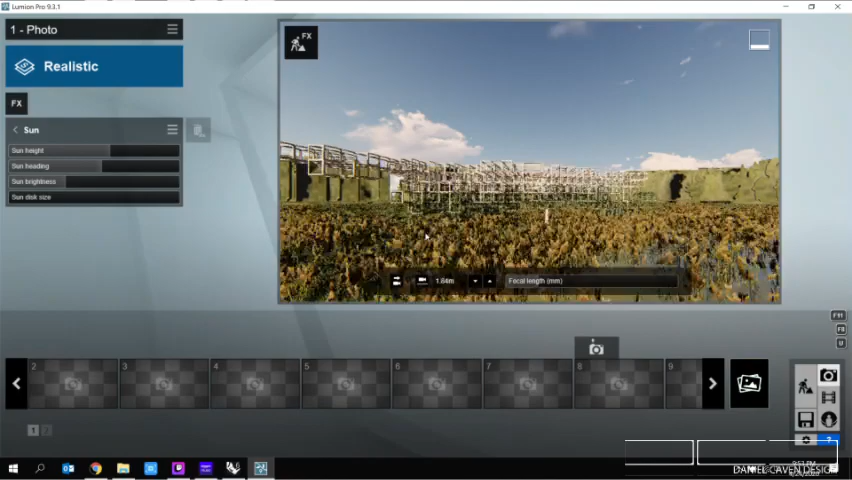 Lumion Pro 9.3.1
1 - Photo
Realistic
FX
Sun
Sun height
Sun heading
Sun brightness
Sun disk size
FX
1.64m
Focal length (mm)
F11
F8
U
2
3
4
5
6
7
8
9
1
2
?
DANIEL CAVEN DESIGN